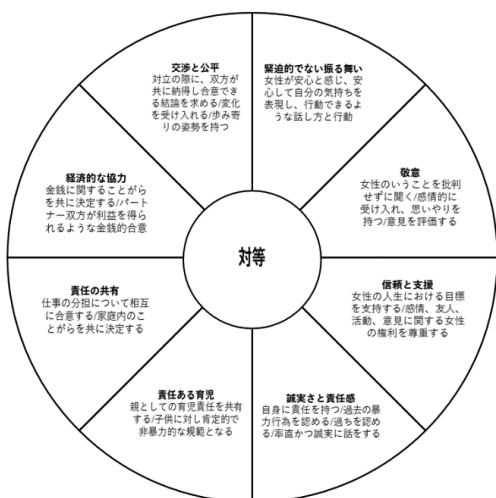 交渉と公平
対立の際に、双方が
共に納得し合意でき
る結論を求める/変化
を受け入れる/歩み寄
りの姿勢を持つ
緊迫的でない振る舞い
女性が安心と感じ、安
心して自分の気持ちを
表現し、行動できるよ
うな話し方と行動
敬意
女性のいうことを批判
せずに聞く/感情的に
受け入れ、思いやりを
持つ/意見を評価する
信頼と支援
女性の人生における目標
を支持する/感情、友人、
活動、意見に関する女性
の権利を尊重する
誠実さと責任感
自身に責任を持つ/過去の暴
力行為を認める/過ちを認め
る/率直かつ誠実に話をする
責任ある育児
親としての育児責任を共有
する/子供に対し肯定的で
非暴力的な規範となる
責任の共有
仕事の分担について相互
に合意する/家庭内のこ
とがらを共に決定する
経済的な協力
金銭に関することがら
を共に決定する/パート
ナー双方が利益を得ら
れるような金銭的合意
対等